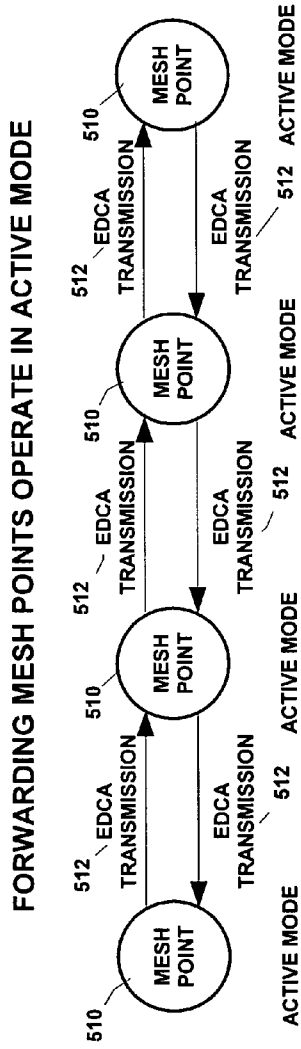 FORWARDING MESH POINTS OPERATE IN ACTIVE MODE
510
MESH
POINT
ACTIVE MODE
512
EDCA
TRANSMISSION
EDCA
TRANSMISSION
512
510
MESH
POINT
ACTIVE MODE
512
EDCA
TRANSMISSION
EDCA
TRANSMISSION
512
510
MESH
POINT
ACTIVE MODE
512
EDCA
TRANSMISSION
EDCA
TRANSMISSION
512
510
MESH
POINT
ACTIVE MODE